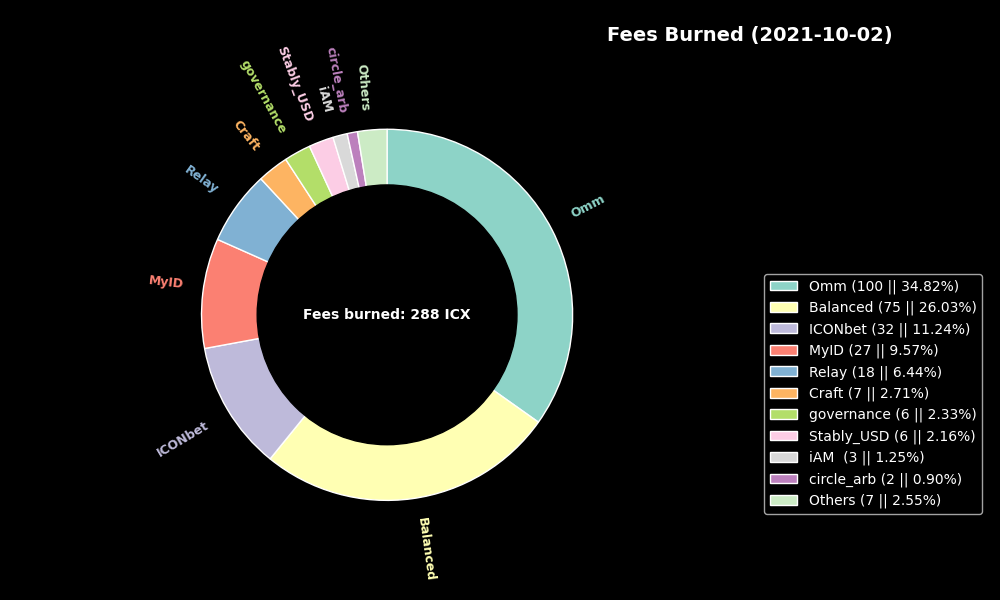 Fees Burned (2021-10-02)
Others
circle_arb
iAM
Stably_USD
governance
Craft
Relay
MyID
ICONbet
Balanced
Omm
Fees burned: 288 ICX
Omm (100 || 34.82%)
Balanced (75 || 26.03%)
ICONbet (32 || 11.24%)
MyID (27 || 9.57%)
Relay (18 || 6.44%)
Craft (7 || 2.71%)
governance (6 || 2.33%)
Stably_USD (6 || 2.16%)
iAM  (3 || 1.25%)
circle_arb (2 || 0.90%)
Others (7 || 2.55%)